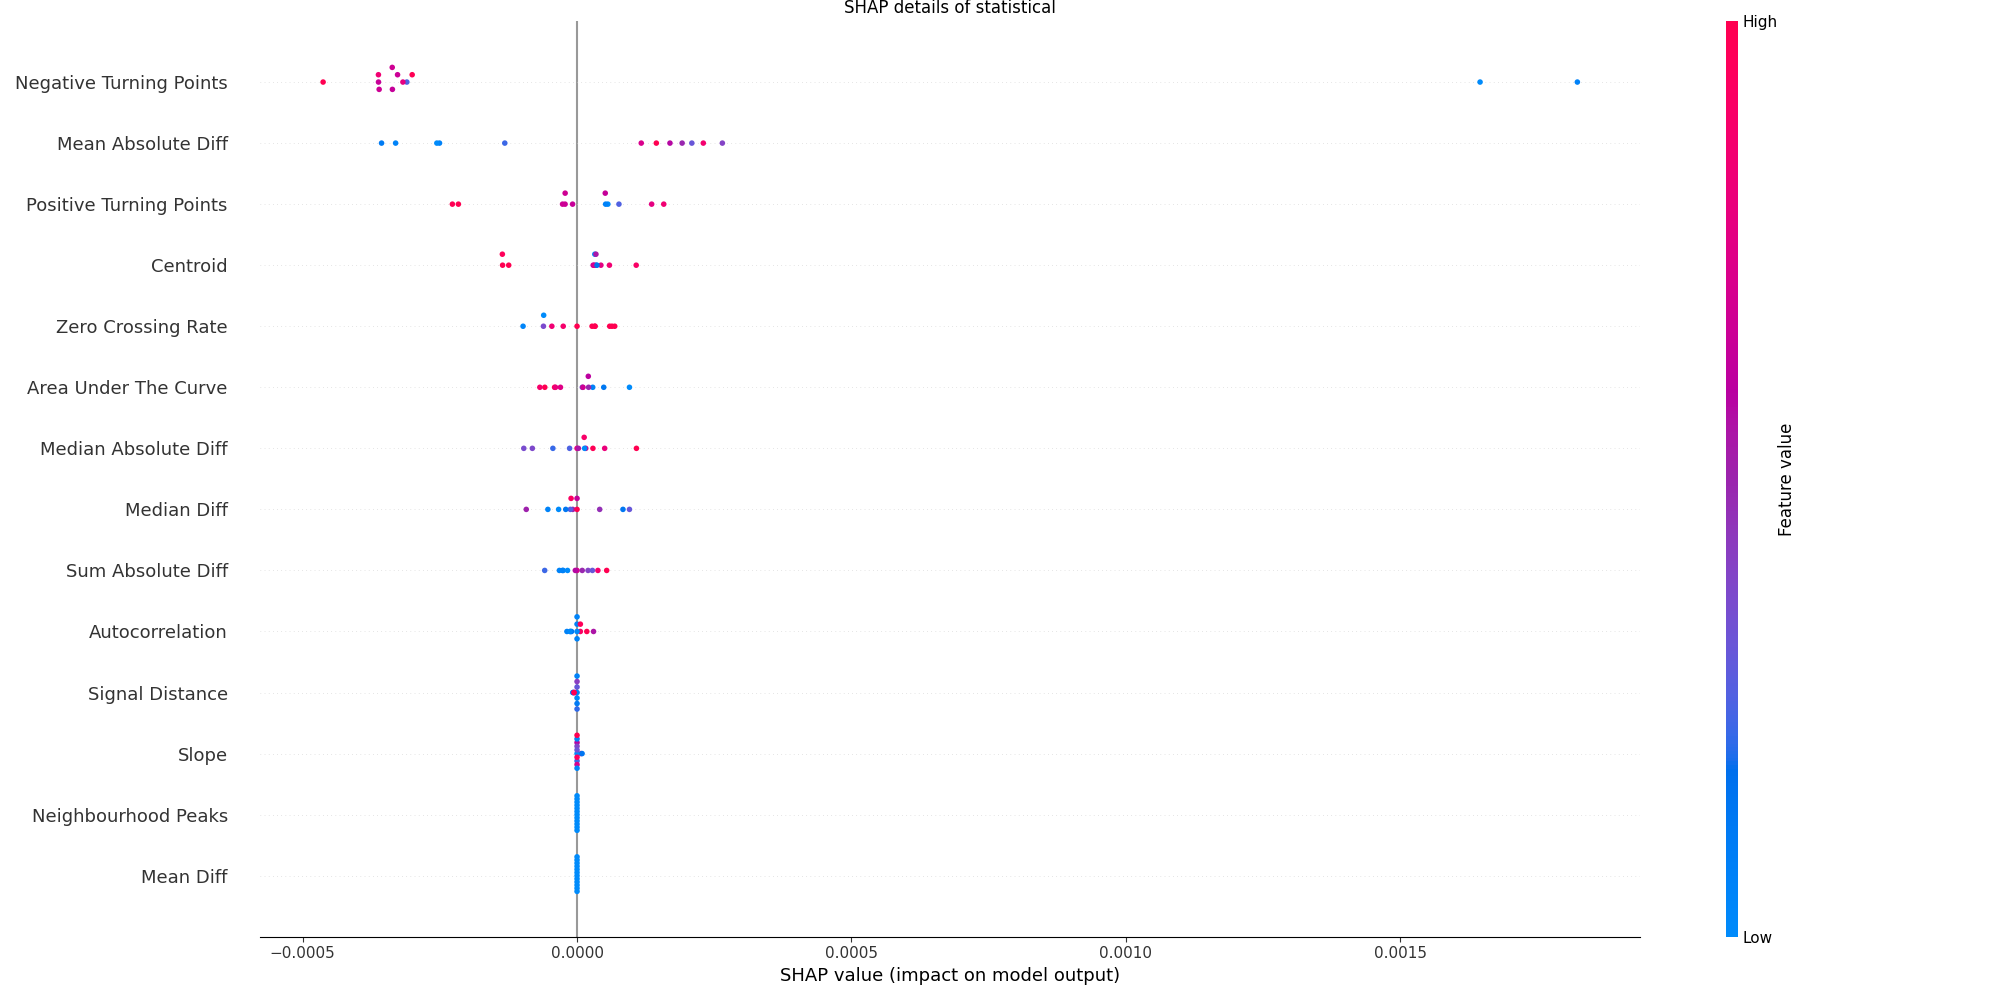 SHAP details of statistical
High
Negative Turning Points
Mean Absolute Diff
Positive Turning Points
Centroid
Zero Crossing Rate
Area Under The Curve
Median Absolute Diff
Median Diff
Sum Absolute Diff
Autocorrelation
Signal Distance
Slope
Neighbourhood Peaks
Mean Diff
Feature value
Low
−0.0005 0.0000 0.0005 0.0010 0.0015
SHAP value (impact on model output)